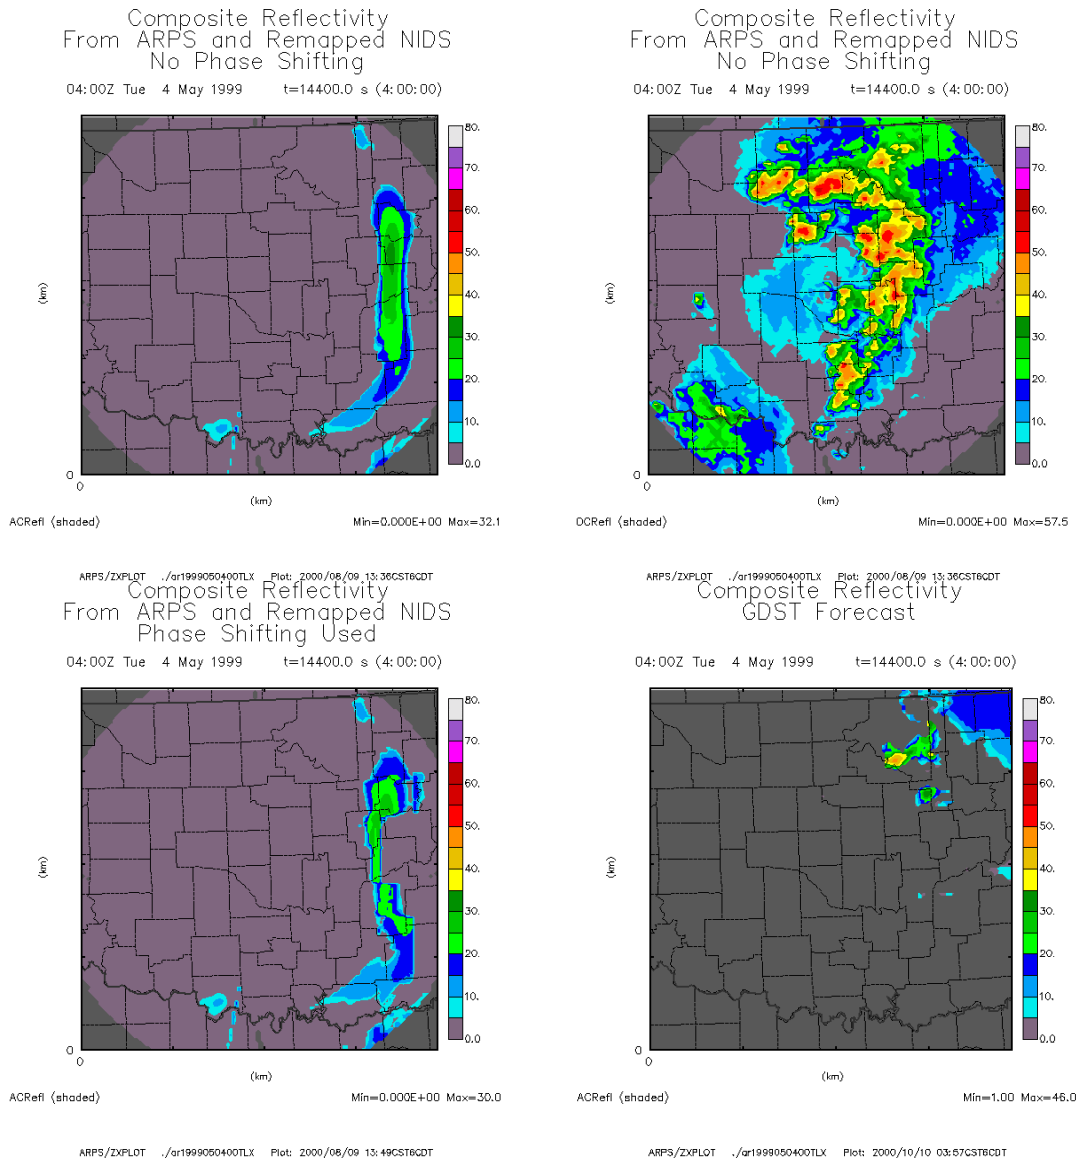 Composite Reflectivity
From ARPS and Remapped NIDS
No Phase Shifting
04:00Z Tue 4 May 1999 t=14400.0 s (4:00:00)
80.
70.
60.
50.
40.
30.
20.
10.
0.0
(km)
0
0
(km)
ACRefl (shaded) Min=0.000E+00 Max=32.1
ARPS/ZXPLOT ./ar1999050400TLX Plot: 2000/08/09 13:36CST6CDT
Composite Reflectivity
From ARPS and Remapped NIDS
No Phase Shifting
04:00Z Tue 4 May 1999 t=14400.0 s (4:00:00)
80.
70.
60.
50.
40.
30.
20.
10.
0.0
(km)
0
0
(km)
OCRefl (shaded) Min=0.000E+00 Max=57.5
ARPS/ZXPLOT ./ar1999050400TLX Plot: 2000/08/09 13:36CST6CDT
Composite Reflectivity
From ARPS and Remapped NIDS
Phase Shifting Used
04:00Z Tue 4 May 1999 t=14400.0 s (4:00:00)
80.
70.
60.
50.
40.
30.
20.
10.
0.0
(km)
0
0
(km)
ACRefl (shaded) Min=0.000E+00 Max=30.0
ARPS/ZXPLOT ./ar1999050400TLX Plot: 2000/08/09 13:49CST6CDT
Composite Reflectivity
GDST Forecast
04:00Z Tue 4 May 1999 t=14400.0 s (4:00:00)
80.
70.
60.
50.
40.
30.
20.
10.
0.0
(km)
0
0
(km)
ACRefl (shaded) Min=1.00 Max=46.0
ARPS/ZXPLOT ./ar1999050400TLX Plot: 2000/10/10 03:57CST6CDT